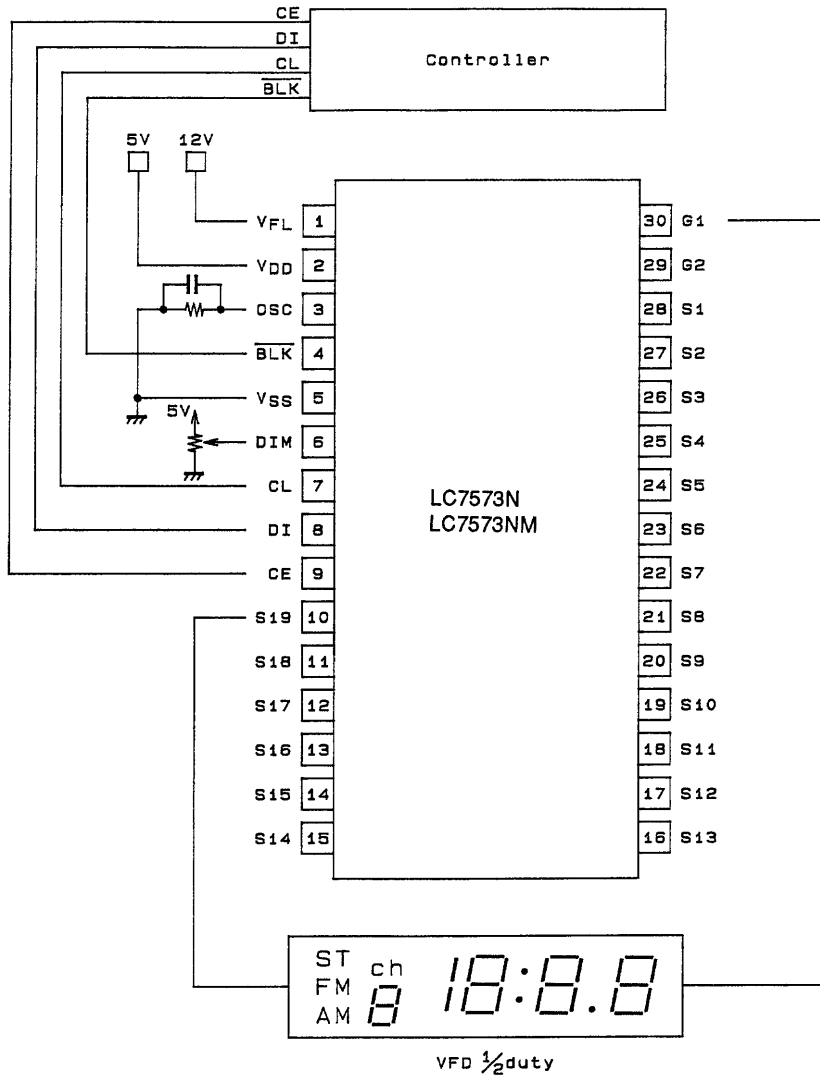 CE
DI
CL
BLK
Controller
5V 12V
VFL 1
VDD 2
OSC 3
BLK 4
VSS 5
5V
DIM 6
CL 7
DI 8
CE 9
S19 10
S18 11
S17 12
S16 13
S15 14
S14 15
LC7573N
LC7573NM
30 G1
29 G2
28 S1
27 S2
26 S3
25 S4
24 S5
23 S6
22 S7
21 S8
20 S9
19 S10
18 S11
17 S12
16 S13
ST
FM
AM
ch
8
18:8.8
VFD 1/2duty